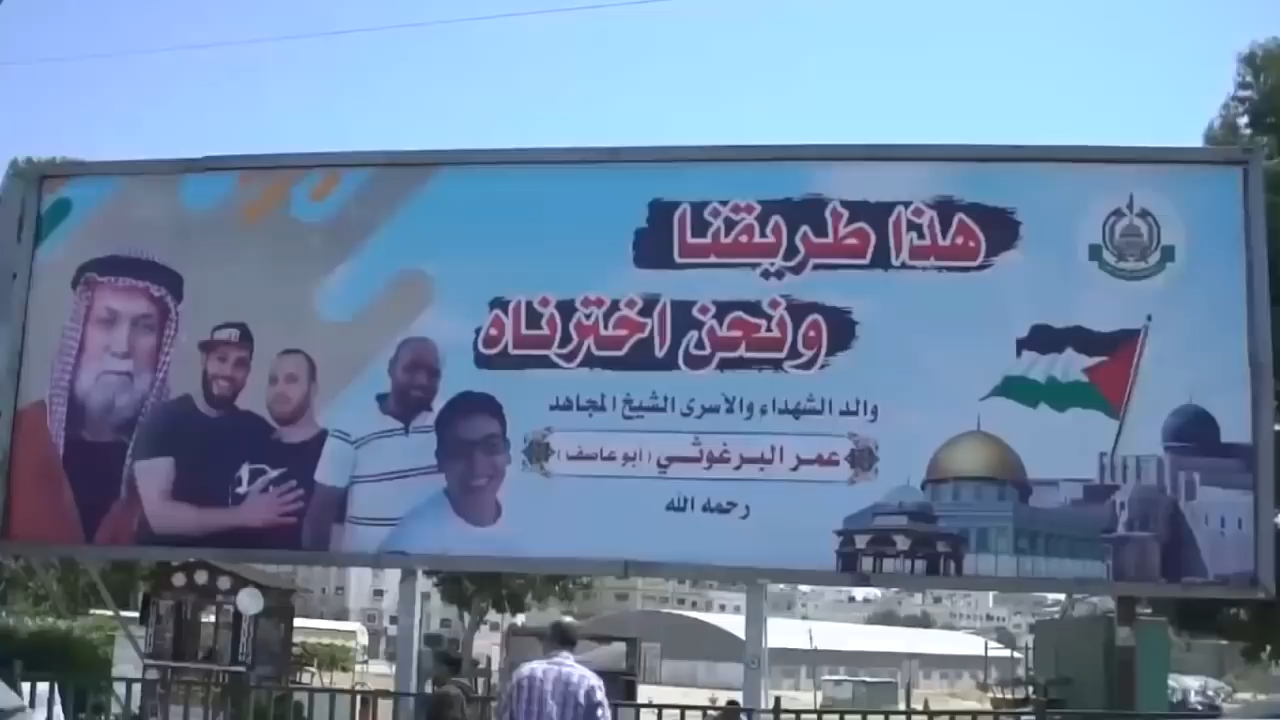 هذا طريقنا
ونحن اخترناه
والد الشهداء والأسرى الشيخ المجاهد
عمر البرغوثي (أبو عاصف)
رحمه الله